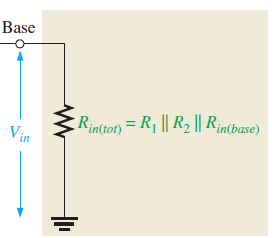 Base
R_in(tot) = R_1 || R_2 || R_in(base)
V_in